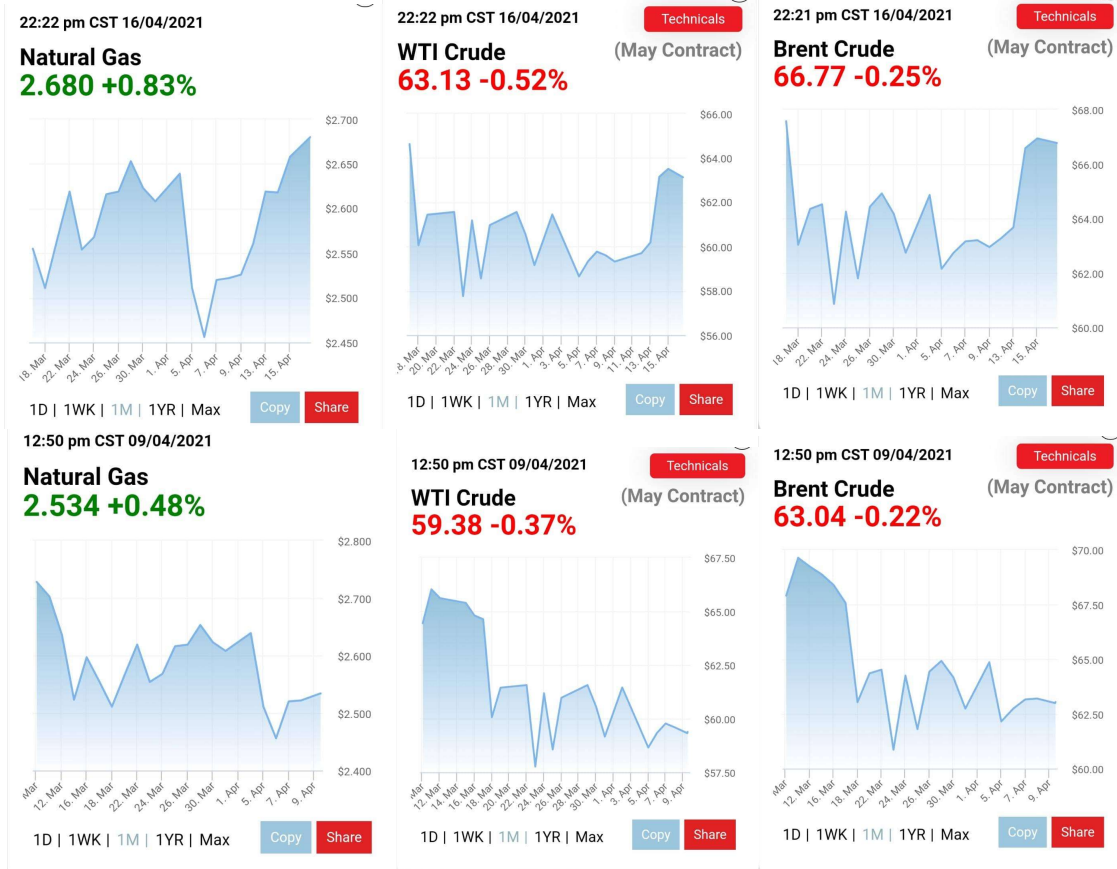 22:22 pm CST 16/04/2021
Natural Gas
2.680 +0.83%
$2.700
$2.650
$2.600
$2.550
$2.500
$2.450
18. Mar
22. Mar
24. Mar
26. Mar
30. Mar
1. Apr
5. Apr
7. Apr
9. Apr
13. Apr
15. Apr
1D | 1WK | 1M | 1YR | Max
Copy
Share
22:22 pm CST 16/04/2021
Technicals
WTI Crude
(May Contract)
63.13 -0.52%
$66.00
$64.00
$62.00
$60.00
$58.00
$56.00
8. Mar
20. Mar
22. Mar
24. Mar
26. Mar
28. Mar
30. Mar
1. Apr
3. Apr
5. Apr
7. Apr
9. Apr
11. Apr
13. Apr
15. Apr
1D | 1WK | 1M | 1YR | Max
Copy
Share
22:21 pm CST 16/04/2021
Technicals
Brent Crude
(May Contract)
66.77 -0.25%
$68.00
$66.00
$64.00
$62.00
$60.00
18. Mar
22. Mar
24. Mar
26. Mar
30. Mar
1. Apr
5. Apr
7. Apr
9. Apr
13. Apr
15. Apr
1D | 1WK | 1M | 1YR | Max
Copy
Share
12:50 pm CST 09/04/2021
Natural Gas
2.534 +0.48%
$2.800
$2.700
$2.600
$2.500
$2.400
Mar
12. Mar
16. Mar
18. Mar
22. Mar
24. Mar
26. Mar
30. Mar
1. Apr
5. Apr
7. Apr
9. Apr
1D | 1WK | 1M | 1YR | Max
Copy
Share
12:50 pm CST 09/04/2021
Technicals
WTI Crude
(May Contract)
59.38 -0.37%
$67.50
$65.00
$62.50
$60.00
$57.50
Mar
12. Mar
14. Mar
16. Mar
18. Mar
20. Mar
22. Mar
24. Mar
26. Mar
28. Mar
30. Mar
1. Apr
3. Apr
5. Apr
7. Apr
9. Apr
1D | 1WK | 1M | 1YR | Max
Copy
Share
12:50 pm CST 09/04/2021
Technicals
Brent Crude
(May Contract)
63.04 -0.22%
$70.00
$67.50
$65.00
$62.50
$60.00
Mar
12. Mar
16. Mar
18. Mar
22. Mar
24. Mar
26. Mar
30. Mar
1. Apr
5. Apr
7. Apr
9. Apr
1D | 1WK | 1M | 1YR | Max
Copy
Share